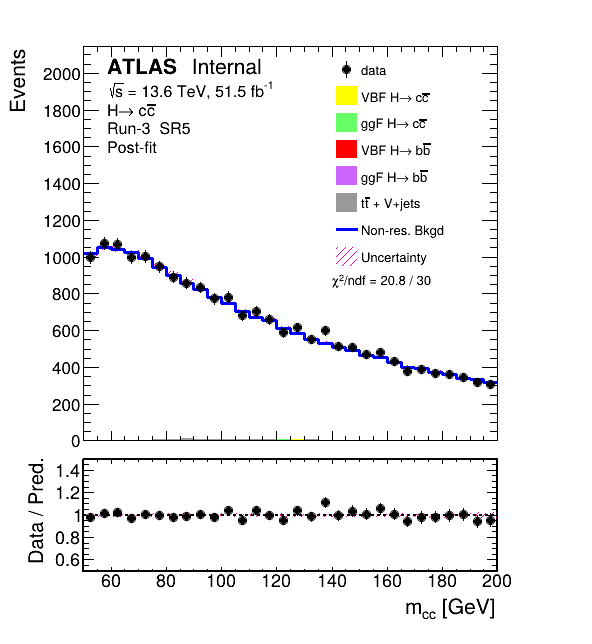 Events
2000
1800
1600
1400
1200
1000
800
600
400
200
0
ATLAS Internal
√s = 13.6 TeV, 51.5 fb⁻¹
H→ cc̅
Run-3 SR5
Post-fit
data
VBF H→ cc̅
ggF H→ cc̅
VBF H→ bb̅
ggF H→ bb̅
tt̅ + V+jets
Non-res. Bkgd
Uncertainty
χ²/ndf = 20.8 / 30
Data / Pred.
1.4
1.2
1
0.8
0.6
60 80 100 120 140 160 180 200
m_cc [GeV]